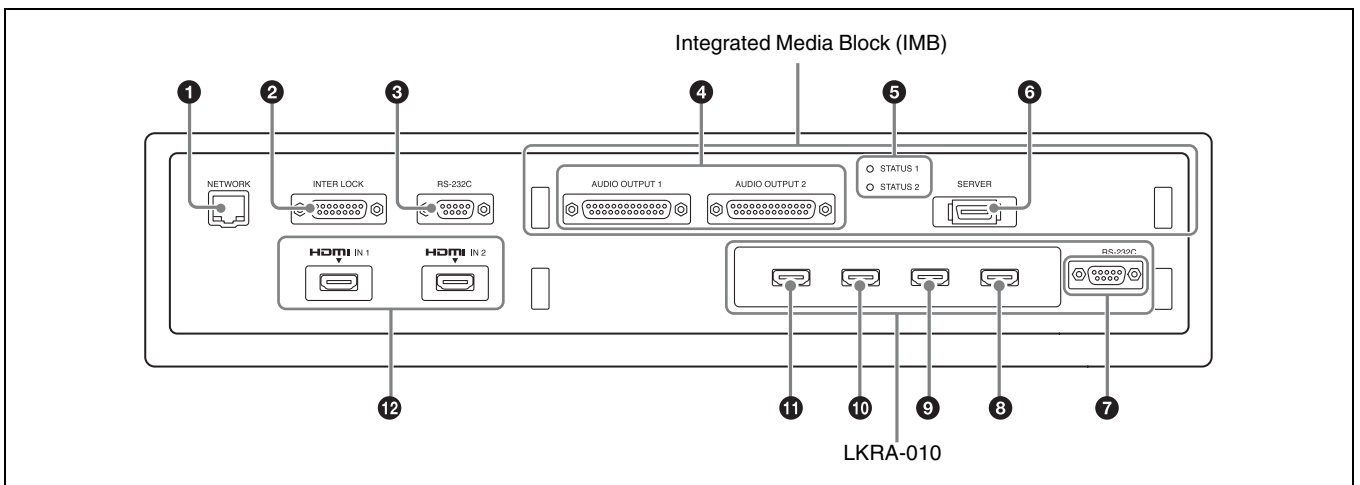 Integrated Media Block (IMB)
1 2 3 4 5 6
NETWORK
INTER LOCK
RS-232C
AUDIO OUTPUT 1
AUDIO OUTPUT 2
STATUS 1
STATUS 2
SERVER
HDMI IN 1
HDMI IN 2
RS-232C
12 11 10 9 8 7
LKRA-010